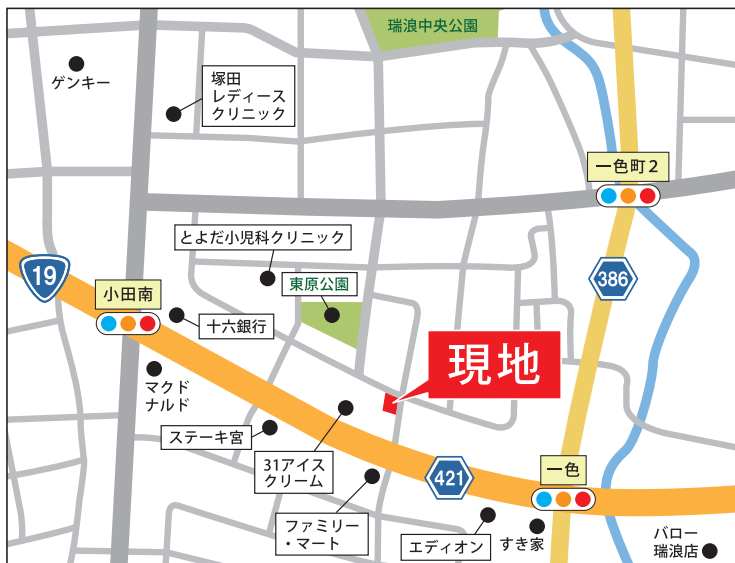 瑞浪中央公園
ゲンキー
塚田
レディース
クリニック
一色町2
とよだ小児科クリニック
19
386
東原公園
小田南
十六銀行
現地
マクド
ナルド
ステーキ宮
31アイス
クリーム
421
一色
ファミリー
・マート
エディオン
すき家
バロー
瑞浪店